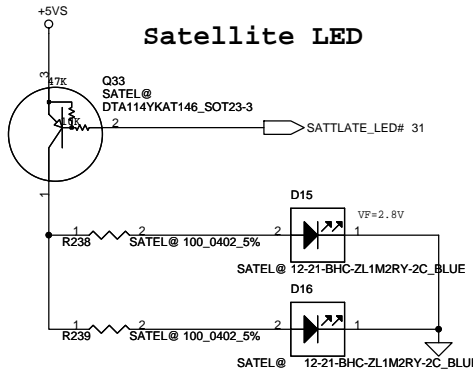 +5VS
Satellite LED
3
47K
Q33
SATEL@
DTA114YKAT146_SOT23-3
10K
2
SATTLATE_LED# 31
1
D15
VF=2.8V
1
2
2
1
R238
SATEL@ 100_0402_5%
SATEL@ 12-21-BHC-ZL1M2RY-2C_BLUE
D16
1
2
2
1
R239
SATEL@ 100_0402_5%
SATEL@ 12-21-BHC-ZL1M2RY-2C_BLUE